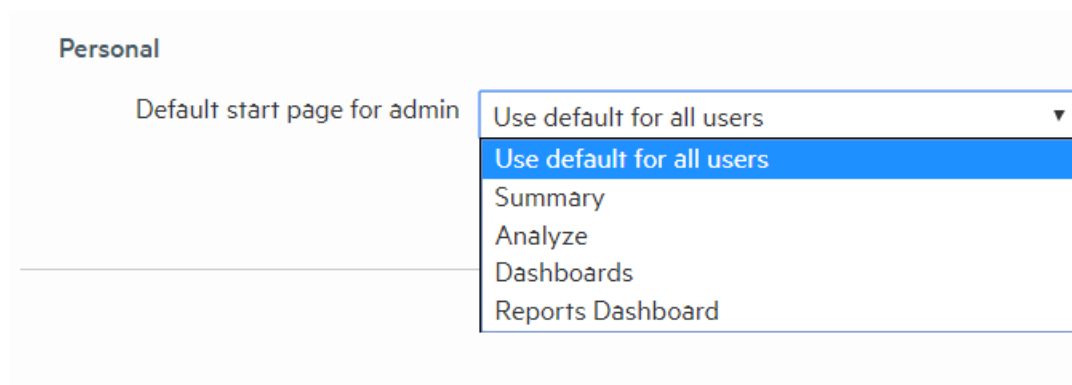 Personal
Default start page for admin
Use default for all users
Use default for all users
Summary
Analyze
Dashboards
Reports Dashboard